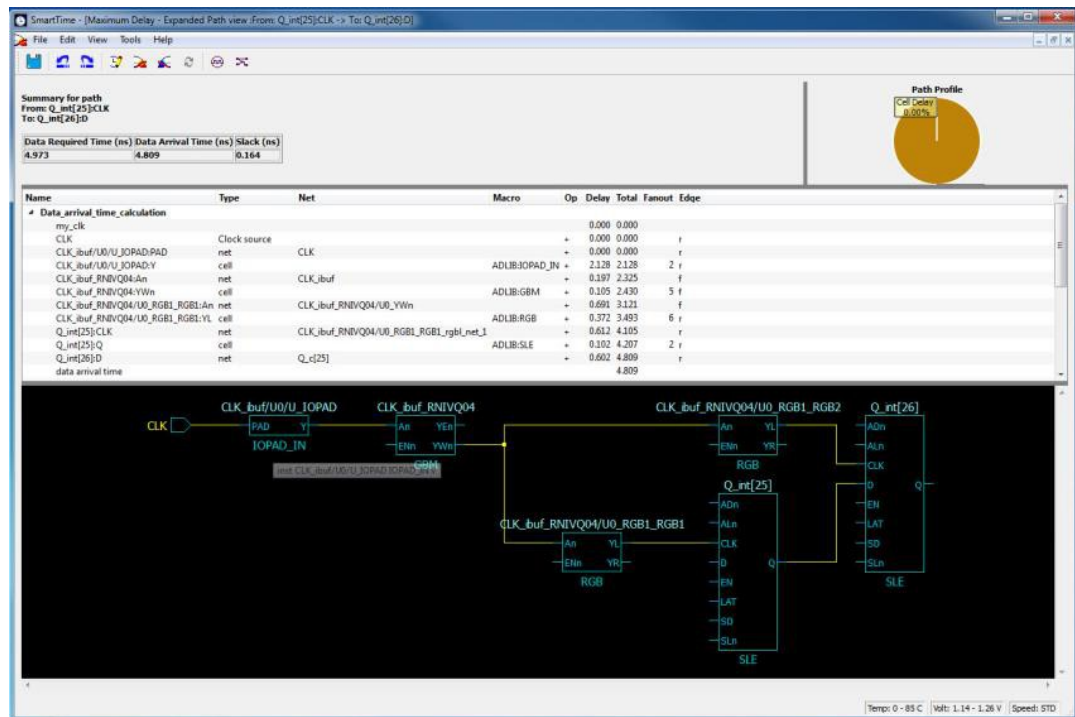 SmartTime - [Maximum Delay - Expanded Path view :From: Q_int[25]:CLK -> To: Q_int[26]:D]
File Edit View Tools Help
Summary for path
From: Q_int[25]:CLK
To: Q_int[26]:D
Data Required Time (ns) Data Arrival Time (ns) Slack (ns)
4.973 4.809 0.164
Path Profile
Cell Delay
0.00%
Name Type Net Macro Op Delay Total Fanout Edge
Data_arrival_time_calculation
my_clk 0.000 0.000
CLK Clock source + 0.000 0.000 r
CLK_ibuf/U0/U_IOPAD:PAD net CLK + 0.000 0.000 r
CLK_ibuf/U0/U_IOPAD:Y cell ADLIB:IOPAD_IN + 2.128 2.128 2 r
CLK_ibuf_RNIVQ04:An net CLK_ibuf + 0.197 2.325 f
CLK_ibuf_RNIVQ04:YWn cell ADLIB:GBM + 0.105 2.430 5 f
CLK_ibuf_RNIVQ04/U0_RGB1_RGB1:An net CLK_ibuf_RNIVQ04/U0_YWn + 0.691 3.121 f
CLK_ibuf_RNIVQ04/U0_RGB1_RGB1:YL cell ADLIB:RGB + 0.372 3.493 6 r
Q_int[25]:CLK net CLK_ibuf_RNIVQ04/U0_RGB1_RGB1_rgbl_net_1 + 0.612 4.105 r
Q_int[25]:Q cell ADLIB:SLE + 0.102 4.207 2 r
Q_int[26]:D net Q_c[25] + 0.602 4.809 r
data arrival time 4.809
CLK_ibuf/U0/U_IOPAD CLK_ibuf_RNIVQ04 CLK_ibuf_RNIVQ04/U0_RGB1_RGB2 Q_int[26]
CLK PAD Y An YEn An YL ADn
IOPAD_IN ENn YWn ENn YR ALn
GBM RGB CLK
inst CLK_ibuf/U0/U_IOPAD IOPAD_IN
Q_int[25] D Q
ADn EN
CLK_ibuf_RNIVQ04/U0_RGB1_RGB1 ALn LAT
An YL CLK SD
ENn YR D Q SLn
RGB EN SLE
LAT
SD
SLn
SLE
Temp: 0 - 85 C Volt: 1.14 - 1.26 V Speed: STD